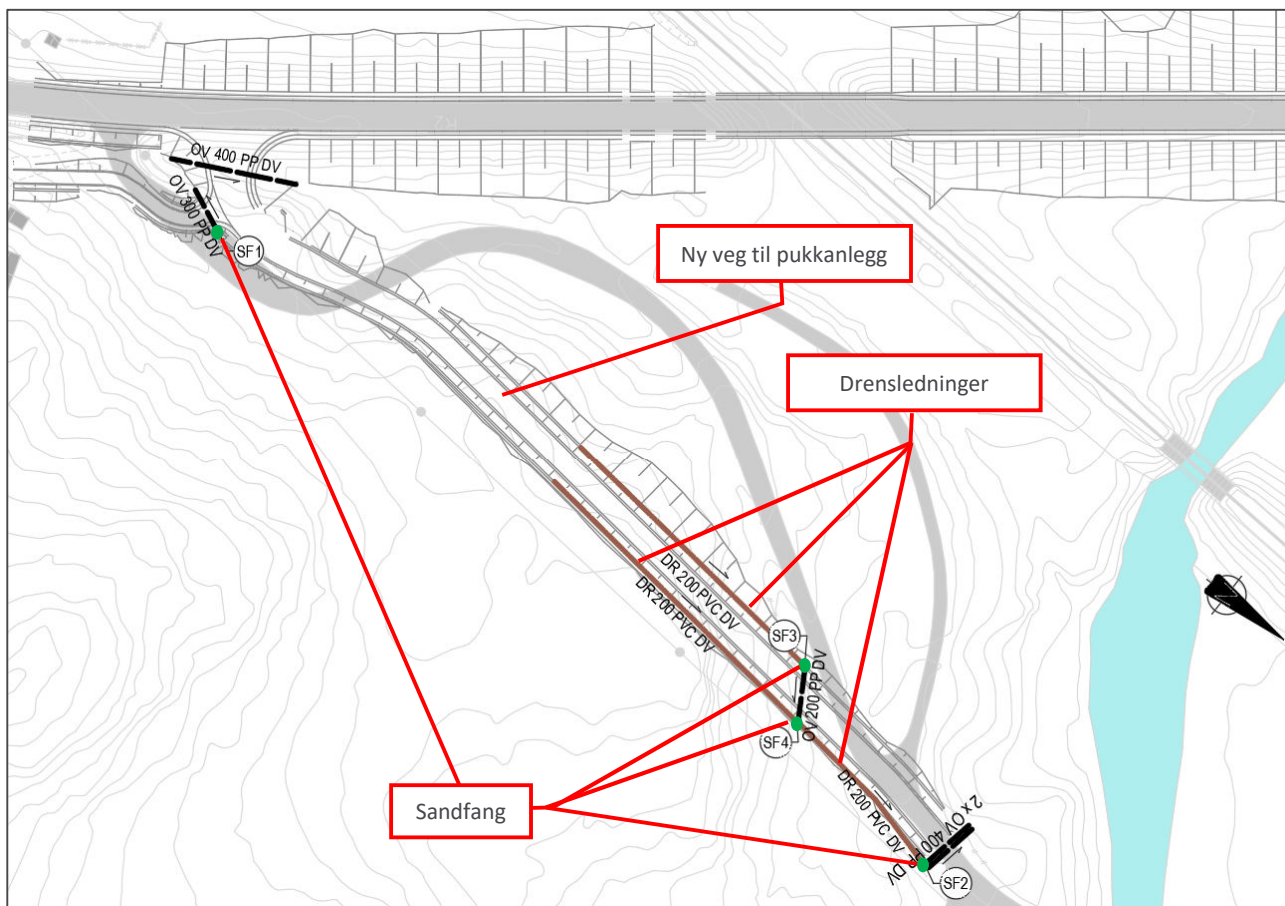 OV 400 PP DV
OV 300 PP DV
SF1
Ny veg til pukkanlegg
Drensledninger
DR 200 PVC DV
DR 200 PVC DV
SF3
OV 200 PP DV
SF4
Sandfang
DR 200 PVC DV
2 x OV 400 PP DV
SF2